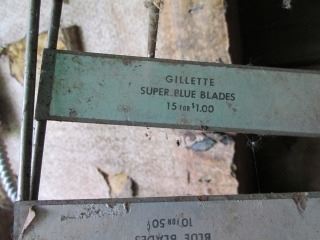 GILLETTE
SUPER BLUE BLADES
15 FOR $1.00
10 FOR 50¢
BLUE BLADES